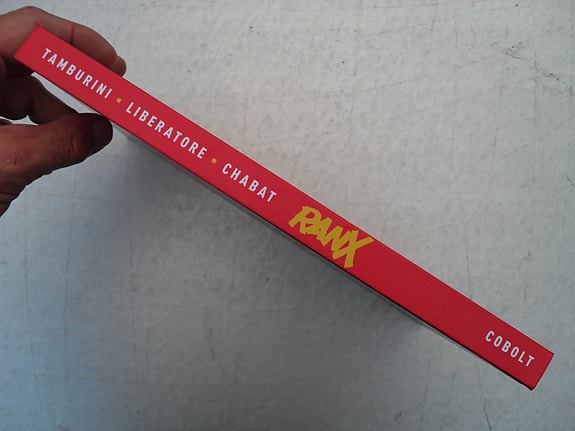 TAMBURINI ▪ LIBERATORE ▪ CHABAT RANX COBOLT